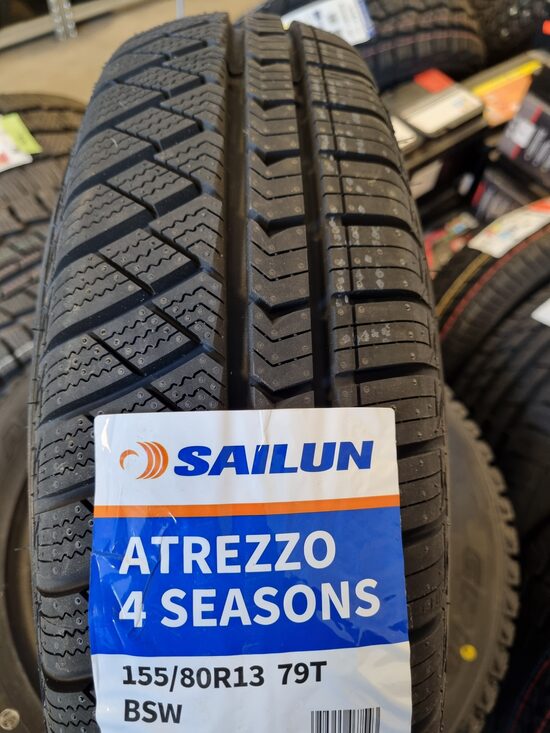 SAILUN
ATREZZO
4 SEASONS
155/80R13 79T
BSW